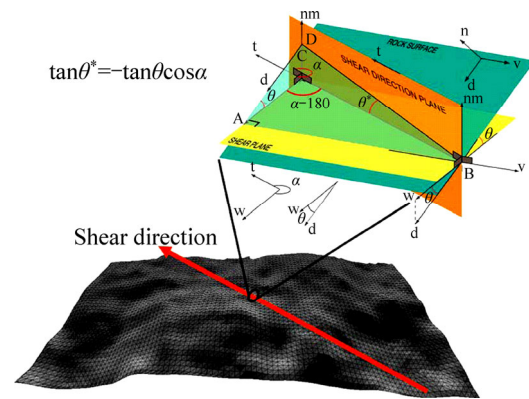 tanθ*=−tanθcosα
nm
D
C
t
α
d
θ
α−180
A
ROCK SURFACE
SHEAR DIRECTION PLANE
t
n
v
d
nm
θ*
θ
SHEAR PLANE
B
v
t
α
w
w
θ
d
w
θ
d
Shear direction